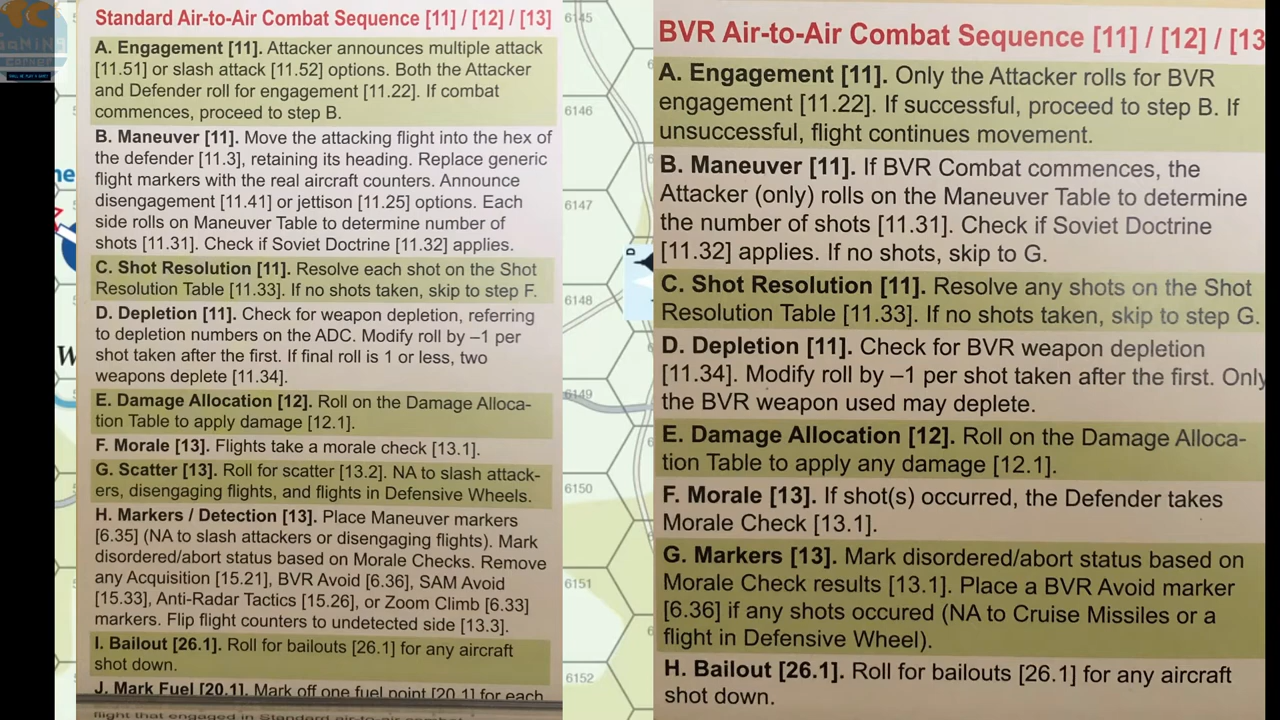 Standard Air-to-Air Combat Sequence [11] / [12] / [13]
A. Engagement [11]. Attacker announces multiple attack
[11.51] or slash attack [11.52] options. Both the Attacker
and Defender roll for engagement [11.22]. If combat
commences, proceed to step B.
B. Maneuver [11]. Move the attacking flight into the hex of
the defender [11.3], retaining its heading. Replace generic
flight markers with the real aircraft counters. Announce
disengagement [11.41] or jettison [11.25] options. Each
side rolls on Maneuver Table to determine number of
shots [11.31]. Check if Soviet Doctrine [11.32] applies.
C. Shot Resolution [11]. Resolve each shot on the Shot
Resolution Table [11.33]. If no shots taken, skip to step F.
D. Depletion [11]. Check for weapon depletion, referring
to depletion numbers on the ADC. Modify roll by –1 per
shot taken after the first. If final roll is 1 or less, two
weapons deplete [11.34].
E. Damage Allocation [12]. Roll on the Damage Alloca-
tion Table to apply damage [12.1].
F. Morale [13]. Flights take a morale check [13.1].
G. Scatter [13]. Roll for scatter [13.2]. NA to slash attack-
ers, disengaging flights, and flights in Defensive Wheels.
H. Markers / Detection [13]. Place Maneuver markers
[6.35] (NA to slash attackers or disengaging flights). Mark
disordered/abort status based on Morale Checks. Remove
any Acquisition [15.21], BVR Avoid [6.36], SAM Avoid
[15.33], Anti-Radar Tactics [15.26], or Zoom Climb [6.33]
markers. Flip flight counters to undetected side [13.3].
I. Bailout [26.1]. Roll for bailouts [26.1] for any aircraft
shot down.
J. Mark Fuel [20.1]. Mark off one fuel point [20.1] for each
flight that engaged in Standard air-to-air combat.
6145
6146
6147
6148
6149
6150
6151
6152
D
BVR Air-to-Air Combat Sequence [11] / [12] / [13
A. Engagement [11]. Only the Attacker rolls for BVR
engagement [11.22]. If successful, proceed to step B. If
unsuccessful, flight continues movement.
B. Maneuver [11]. If BVR Combat commences, the
Attacker (only) rolls on the Maneuver Table to determine
the number of shots [11.31]. Check if Soviet Doctrine
[11.32] applies. If no shots, skip to G.
C. Shot Resolution [11]. Resolve any shots on the Shot
Resolution Table [11.33]. If no shots taken, skip to step G.
D. Depletion [11]. Check for BVR weapon depletion
[11.34]. Modify roll by –1 per shot taken after the first. Only
the BVR weapon used may deplete.
E. Damage Allocation [12]. Roll on the Damage Alloca-
tion Table to apply any damage [12.1].
F. Morale [13]. If shot(s) occurred, the Defender takes
Morale Check [13.1].
G. Markers [13]. Mark disordered/abort status based on
Morale Check results [13.1]. Place a BVR Avoid marker
[6.36] if any shots occured (NA to Cruise Missiles or a
flight in Defensive Wheel).
H. Bailout [26.1]. Roll for bailouts [26.1] for any aircraft
shot down.